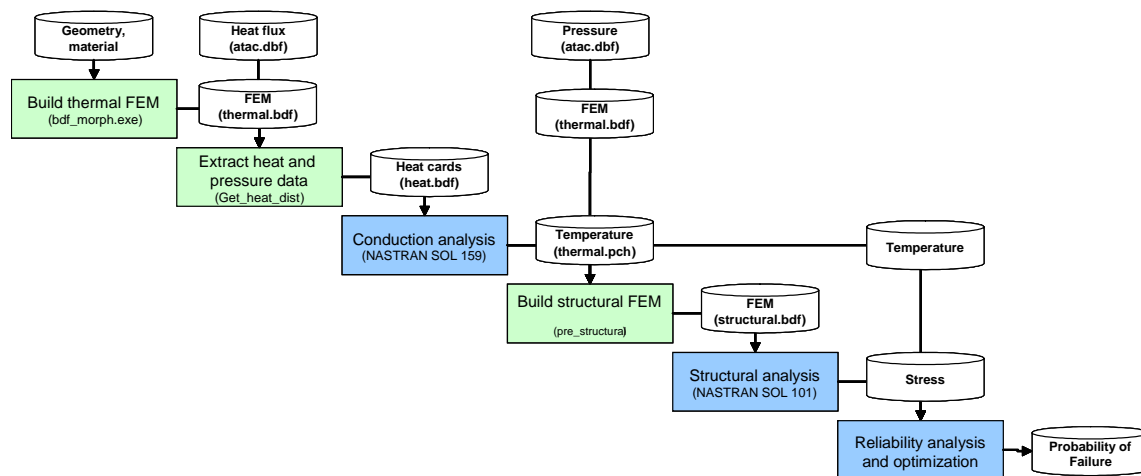 Geometry,
material
Heat flux
(atac.dbf)
Pressure
(atac.dbf)
Build thermal FEM
(bdf_morph.exe)
FEM
(thermal.bdf)
FEM
(thermal.bdf)
Extract heat and
pressure data
(Get_heat_dist)
Heat cards
(heat.bdf)
Conduction analysis
(NASTRAN SOL 159)
Temperature
(thermal.pch)
Temperature
Build structural FEM
(pre_structural)
FEM
(structural.bdf)
Structural analysis
(NASTRAN SOL 101)
Stress
Reliability analysis
and optimization
Probability of
Failure